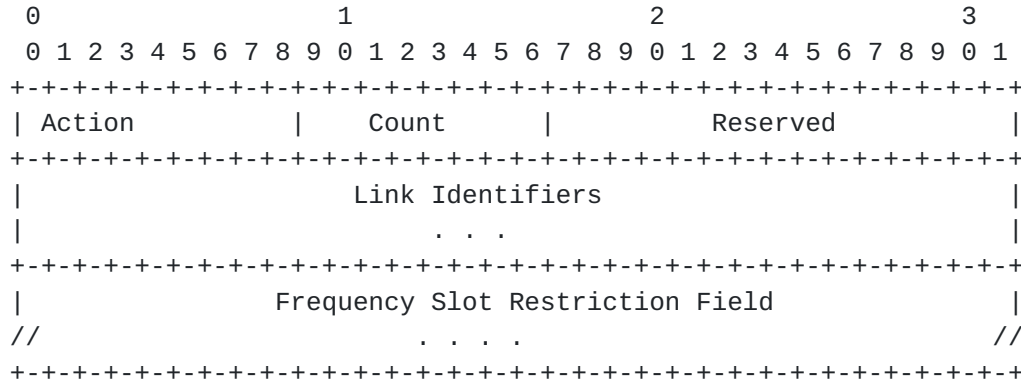 0                   1                   2                   3
 0 1 2 3 4 5 6 7 8 9 0 1 2 3 4 5 6 7 8 9 0 1 2 3 4 5 6 7 8 9 0 1
+-+-+-+-+-+-+-+-+-+-+-+-+-+-+-+-+-+-+-+-+-+-+-+-+-+-+-+-+-+-+-+-+
| Action          |    Count      |          Reserved           |
+-+-+-+-+-+-+-+-+-+-+-+-+-+-+-+-+-+-+-+-+-+-+-+-+-+-+-+-+-+-+-+-+
|                     Link Identifiers                          |
|                          . . .                                |
+-+-+-+-+-+-+-+-+-+-+-+-+-+-+-+-+-+-+-+-+-+-+-+-+-+-+-+-+-+-+-+-+
|                Frequency Slot Restriction Field               |
//                        . . . .                              //
+-+-+-+-+-+-+-+-+-+-+-+-+-+-+-+-+-+-+-+-+-+-+-+-+-+-+-+-+-+-+-+-+